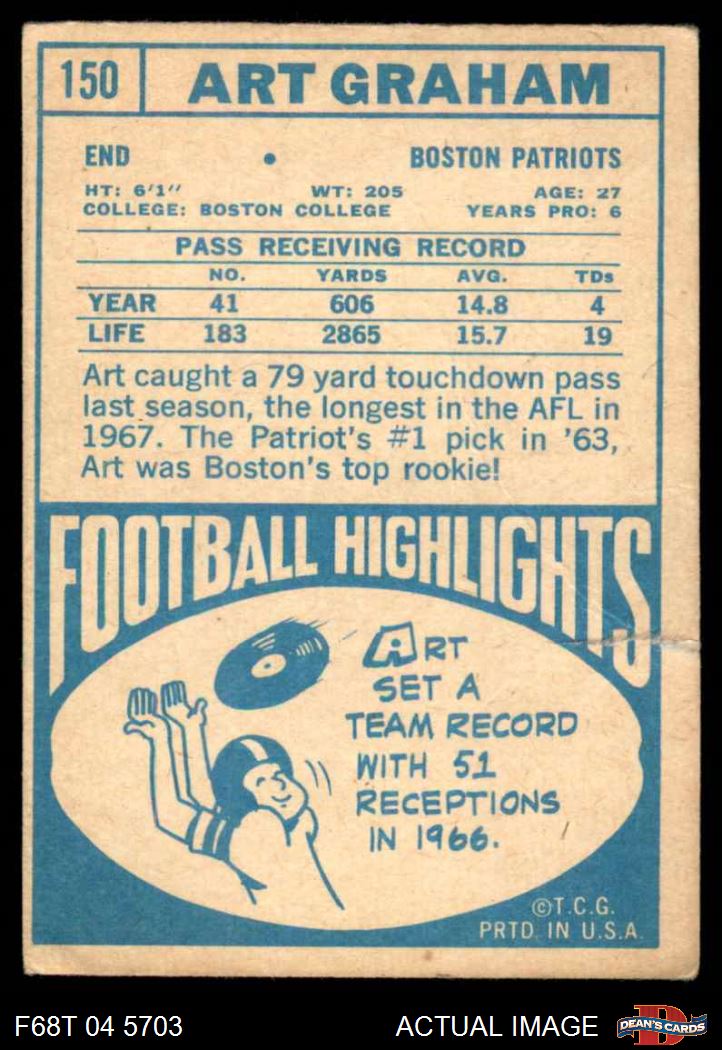 150 ART GRAHAM
END • BOSTON PATRIOTS
HT: 6'1" WT: 205 AGE: 27
COLLEGE: BOSTON COLLEGE YEARS PRO: 6
PASS RECEIVING RECORD
NO. YARDS AVG. TDs
YEAR 41 606 14.8 4
LIFE 183 2865 15.7 19
Art caught a 79 yard touchdown pass
last season, the longest in the AFL in
1967. The Patriot's #1 pick in '63,
Art was Boston's top rookie!
FOOTBALL HIGHLIGHTS
ART
SET A
TEAM RECORD
WITH 51
RECEPTIONS
IN 1966.
©T.C.G.
PRTD. IN U.S.A.
F68T 04 5703 ACTUAL IMAGE D DEAN'S CARDS